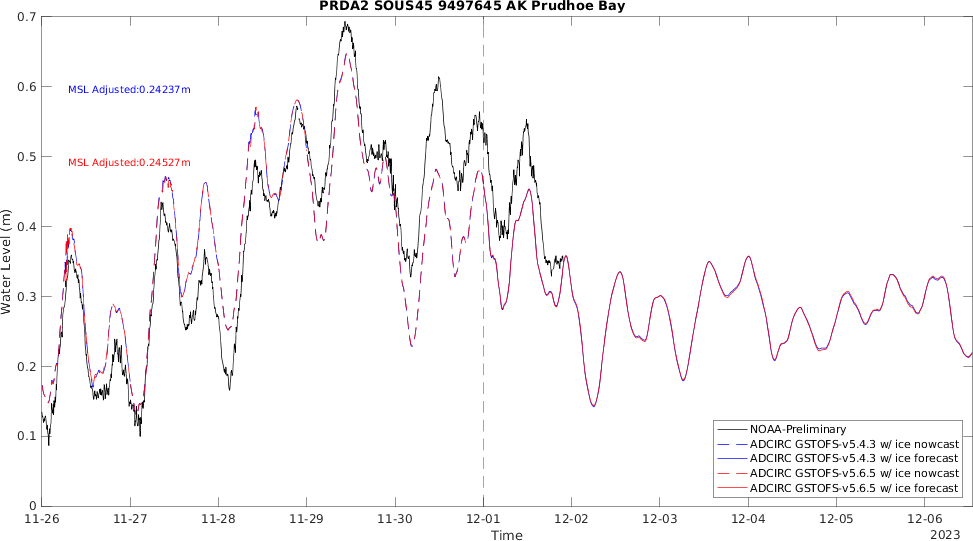 PRDA2 SOUS45 9497645 AK Prudhoe Bay
0.7
0.6
0.5
0.4
0.3
0.2
0.1
0
Water Level (m)
MSL Adjusted:0.24237m
MSL Adjusted:0.24527m
NOAA-Preliminary
ADCIRC GSTOFS-v5.4.3 w/ ice nowcast
ADCIRC GSTOFS-v5.4.3 w/ ice forecast
ADCIRC GSTOFS-v5.6.5 w/ ice nowcast
ADCIRC GSTOFS-v5.6.5 w/ ice forecast
11-26 11-27 11-28 11-29 11-30 12-01 12-02 12-03 12-04 12-05 12-06
Time
2023